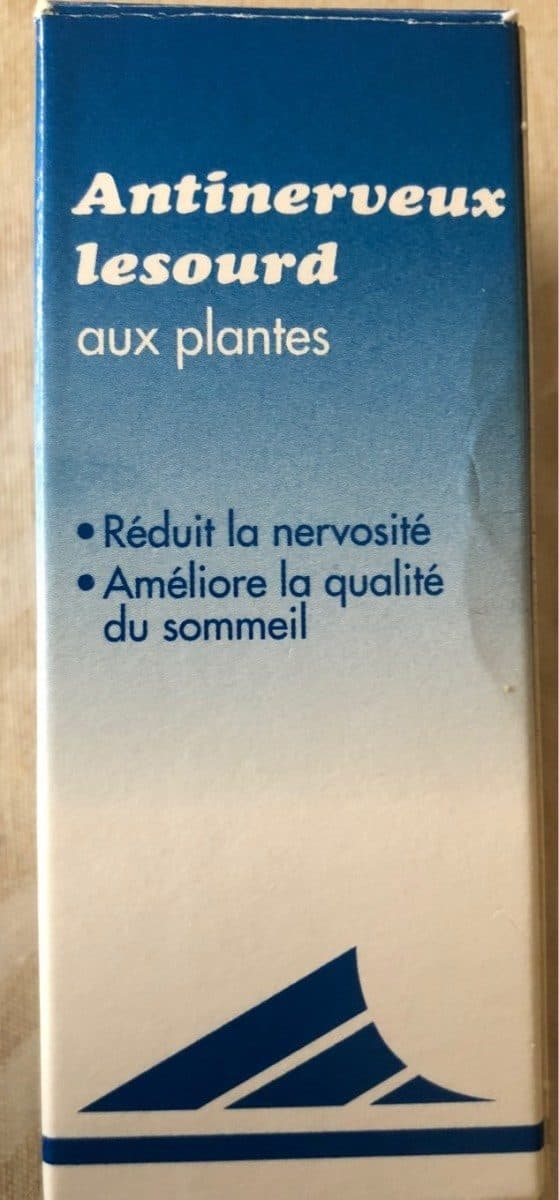 Antinerveux
lesourd
aux plantes
• Réduit la nervosité
• Améliore la qualité
du sommeil